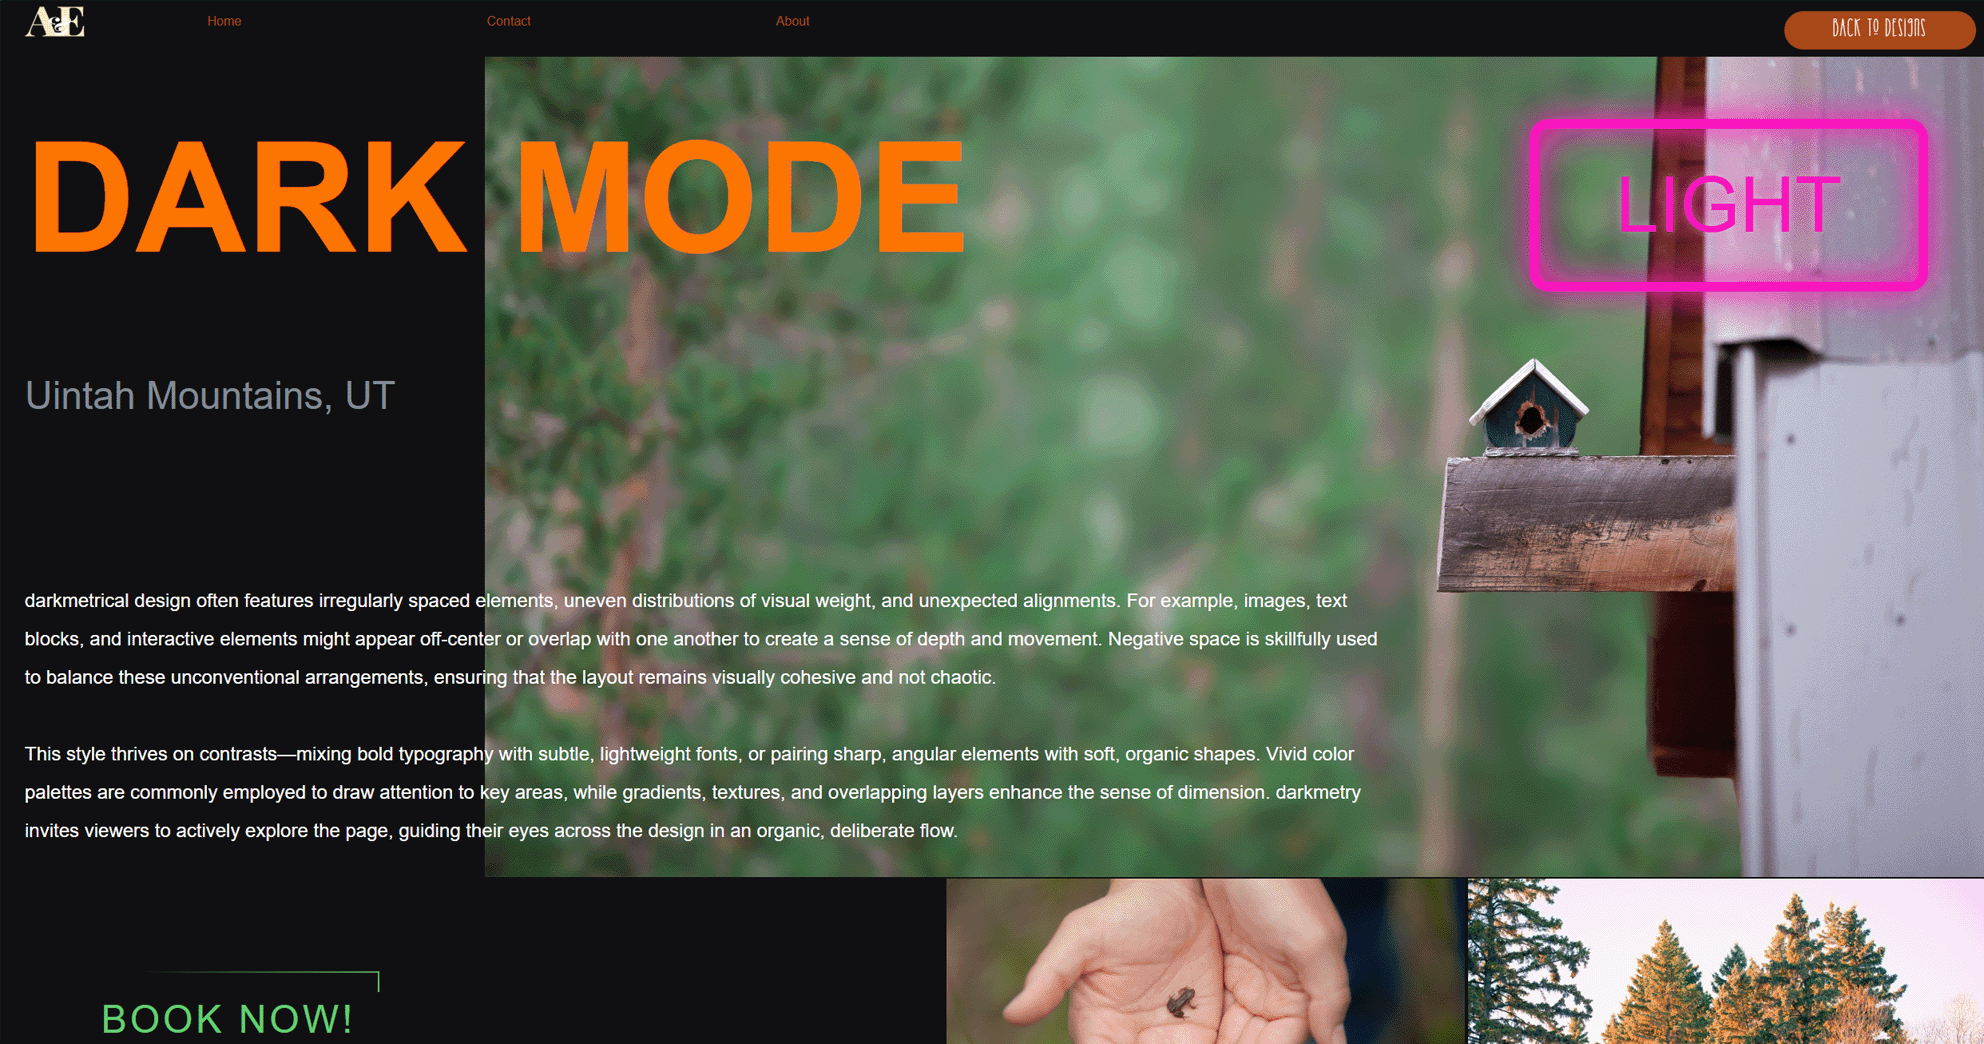 A&E
Home
Contact
About
BACK TO DESIGNS
DARK MODE
LIGHT
Uintah Mountains, UT
darkmetrical design often features irregularly spaced elements, uneven distributions of visual weight, and unexpected alignments. For example, images, text
blocks, and interactive elements might appear off-center or overlap with one another to create a sense of depth and movement. Negative space is skillfully used
to balance these unconventional arrangements, ensuring that the layout remains visually cohesive and not chaotic.
This style thrives on contrasts—mixing bold typography with subtle, lightweight fonts, or pairing sharp, angular elements with soft, organic shapes. Vivid color
palettes are commonly employed to draw attention to key areas, while gradients, textures, and overlapping layers enhance the sense of dimension. darkmetry
invites viewers to actively explore the page, guiding their eyes across the design in an organic, deliberate flow.
BOOK NOW!